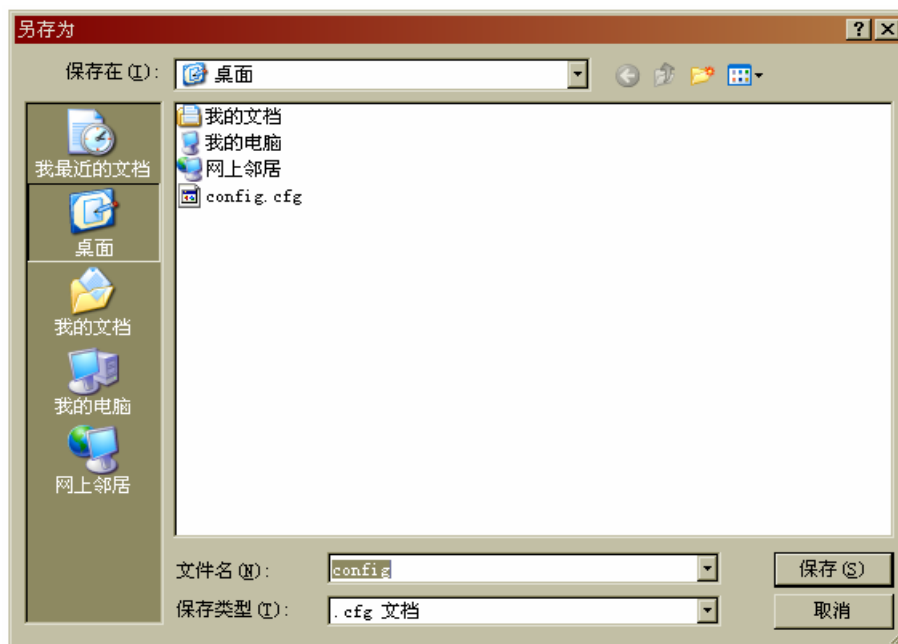 另存为
保存在(I):
桌面
我最近的文档
桌面
我的文档
我的电脑
网上邻居
我的文档
我的电脑
网上邻居
config.cfg
文件名(N):
config
保存(S)
保存类型(T):
.cfg 文档
取消